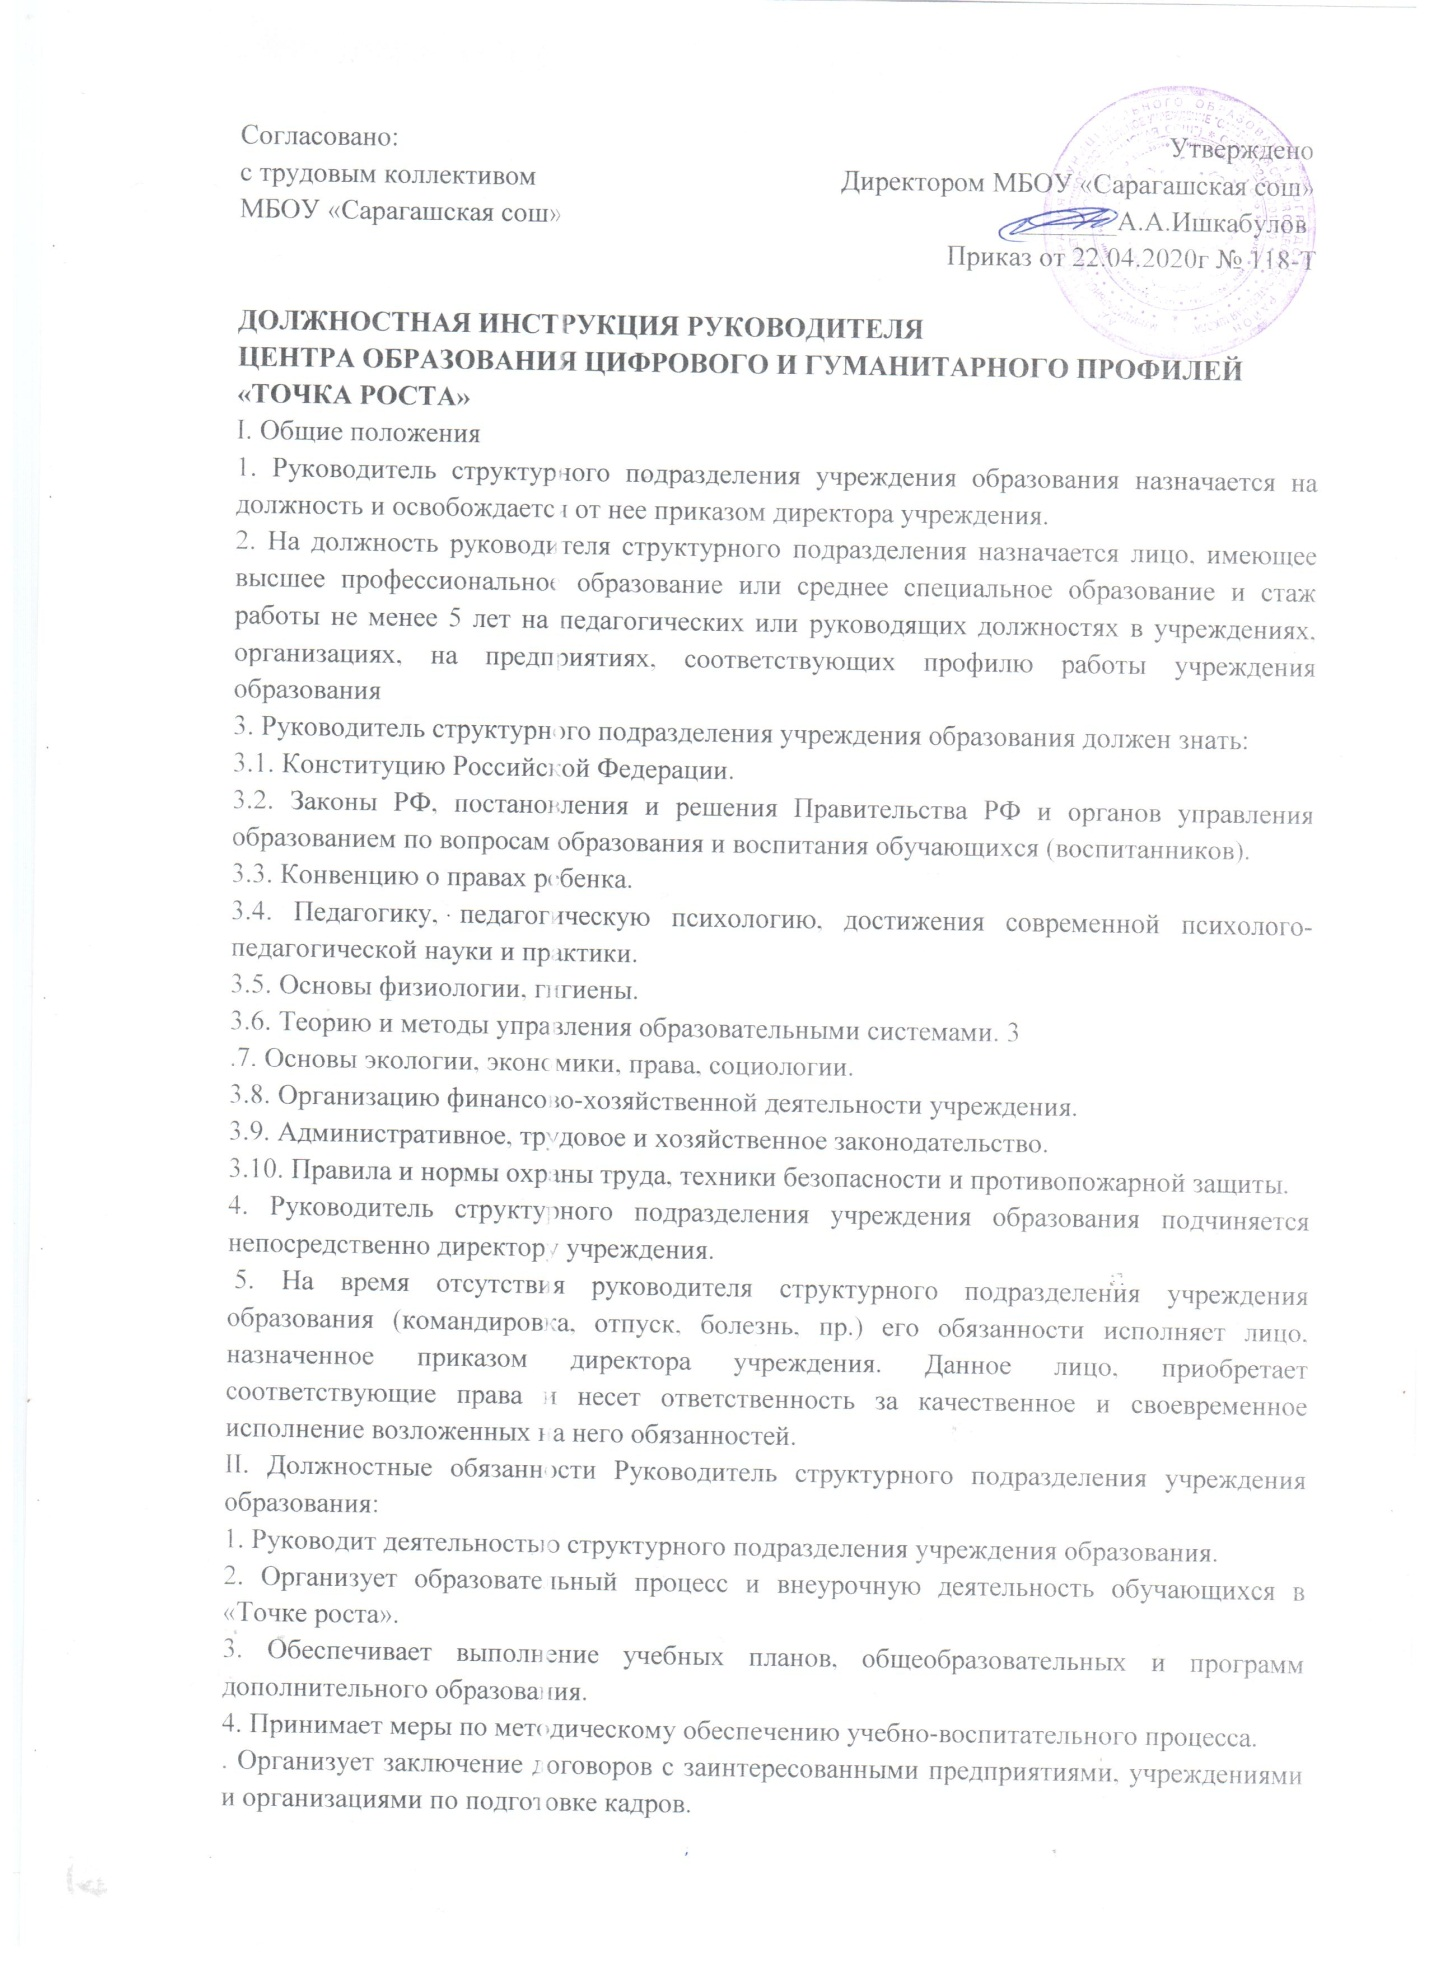 Согласовано:
с трудовым коллективом
МБОУ «Сарагашская сош»
Утверждено
Директором МБОУ «Сарагашская сош»
А.А.Ишкабулов
Приказ от 22.04.2020г № 118-Т
ДОЛЖНОСТНАЯ ИНСТРУКЦИЯ РУКОВОДИТЕЛЯ
ЦЕНТРА ОБРАЗОВАНИЯ ЦИФРОВОГО И ГУМАНИТАРНОГО ПРОФИЛЕЙ
«ТОЧКА РОСТА»
I. Общие положения
1. Руководитель структурного подразделения учреждения образования назначается на
должность и освобождается от нее приказом директора учреждения.
2. На должность руководителя структурного подразделения назначается лицо, имеющее
высшее профессиональное образование или среднее специальное образование и стаж
работы не менее 5 лет на педагогических или руководящих должностях в учреждениях,
организациях, на предприятиях, соответствующих профилю работы учреждения
образования
3. Руководитель структурного подразделения учреждения образования должен знать:
3.1. Конституцию Российской Федерации.
3.2. Законы РФ, постановления и решения Правительства РФ и органов управления
образованием по вопросам образования и воспитания обучающихся (воспитанников).
3.3. Конвенцию о правах ребенка.
3.4. Педагогику, педагогическую психологию, достижения современной психолого-
педагогической науки и практики.
3.5. Основы физиологии, гигиены.
3.6. Теорию и методы управления образовательными системами. 3
.7. Основы экологии, экономики, права, социологии.
3.8. Организацию финансово-хозяйственной деятельности учреждения.
3.9. Административное, трудовое и хозяйственное законодательство.
3.10. Правила и нормы охраны труда, техники безопасности и противопожарной защиты.
4. Руководитель структурного подразделения учреждения образования подчиняется
непосредственно директору учреждения.
5. На время отсутствия руководителя структурного подразделения учреждения
образования (командировка, отпуск, болезнь, пр.) его обязанности исполняет лицо,
назначенное приказом директора учреждения. Данное лицо, приобретает
соответствующие права и несет ответственность за качественное и своевременное
исполнение возложенных на него обязанностей.
II. Должностные обязанности Руководитель структурного подразделения учреждения
образования:
1. Руководит деятельностью структурного подразделения учреждения образования.
2. Организует образовательный процесс и внеурочную деятельность обучающихся в
«Точке роста».
3. Обеспечивает выполнение учебных планов, общеобразовательных и программ
дополнительного образования.
4. Принимает меры по методическому обеспечению учебно-воспитательного процесса.
. Организует заключение договоров с заинтересованными предприятиями, учреждениями
и организациями по подготовке кадров.